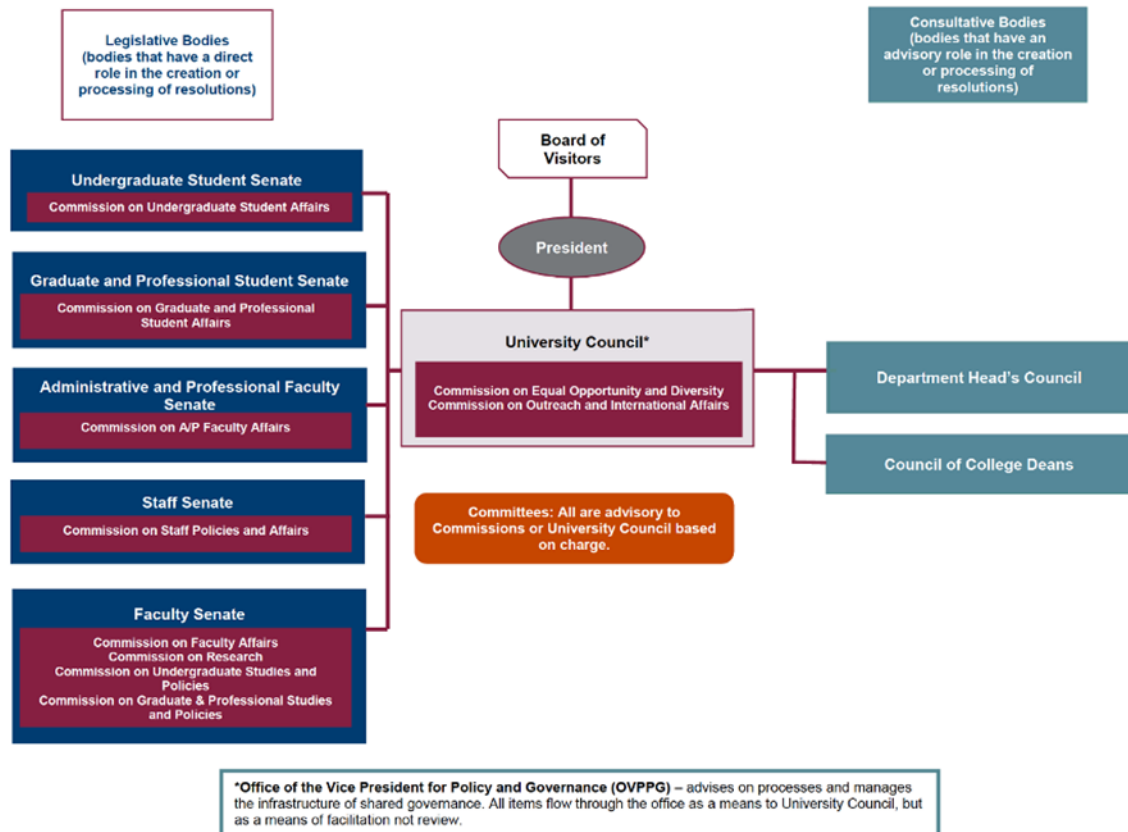 Legislative Bodies
(bodies that have a direct
role in the creation or
processing of resolutions)
Consultative Bodies
(bodies that have an
advisory role in the creation
or processing of
resolutions)
Board of
Visitors
President
University Council*
Commission on Equal Opportunity and Diversity
Commission on Outreach and International Affairs
Undergraduate Student Senate
Commission on Undergraduate Student Affairs
Graduate and Professional Student Senate
Commission on Graduate and Professional
Student Affairs
Administrative and Professional Faculty
Senate
Commission on A/P Faculty Affairs
Staff Senate
Commission on Staff Policies and Affairs
Faculty Senate
Commission on Faculty Affairs
Commission on Research
Commission on Undergraduate Studies and
Policies
Commission on Graduate & Professional Studies
and Policies
Department Head's Council
Council of College Deans
Committees: All are advisory to
Commissions or University Council based
on charge.
*Office of the Vice President for Policy and Governance (OVPPG) – advises on processes and manages
the infrastructure of shared governance. All items flow through the office as a means to University Council, but
as a means of facilitation not review.